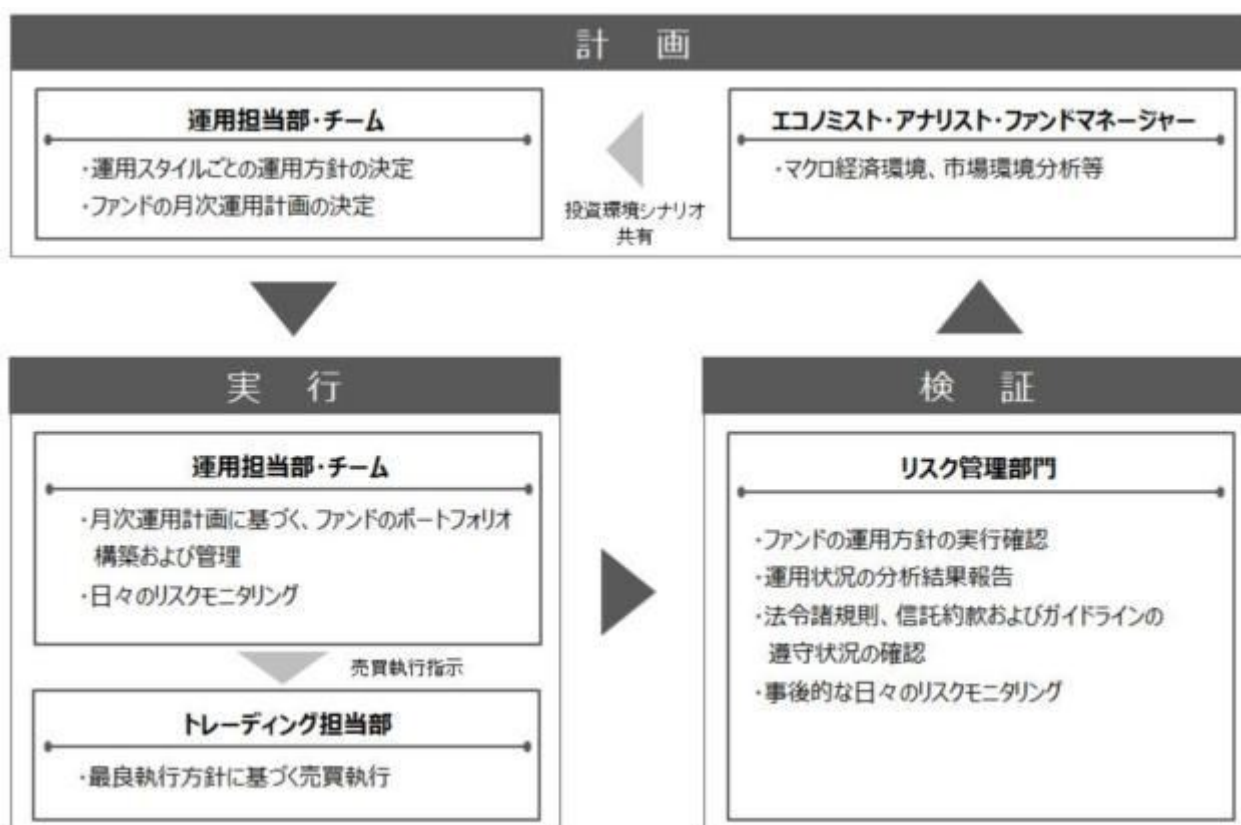 計 画
運用担当部・チーム
・運用スタイルごとの運用方針の決定
・ファンドの月次運用計画の決定
投資環境シナリオ
共有
エコノミスト・アナリスト・ファンドマネージャー
・マクロ経済環境、市場環境分析等
実 行
運用担当部・チーム
・月次運用計画に基づく、ファンドのポートフォリオ
構築および管理
・日々のリスクモニタリング
売買執行指示
トレーディング担当部
・最良執行方針に基づく売買執行
検 証
リスク管理部門
・ファンドの運用方針の実行確認
・運用状況の分析結果報告
・法令諸規則、信託約款およびガイドラインの
遵守状況の確認
・事後的な日々のリスクモニタリング